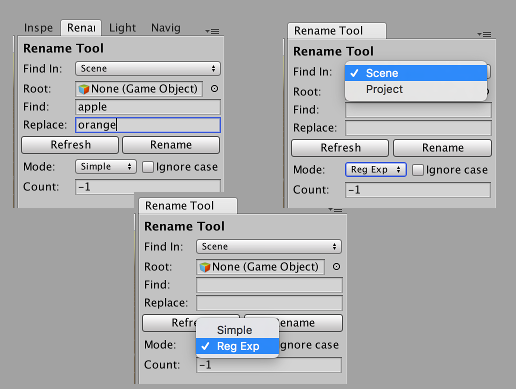 Inspe Renar Light Navig
Rename Tool
Find In: Scene
Root: None (Game Object)
Find: apple
Replace: orange
Refresh Rename
Mode: Simple Ignore case
Count: -1
Rename Tool
Rename Tool
Find In: ✓ Scene
Root: Project
Find:
Replace:
Refresh Rename
Mode: Reg Exp Ignore case
Count: -1
Rename Tool
Rename Tool
Find In: Scene
Root: None (Game Object)
Find:
Replace:
Refre Rename
Simple
Mode: ✓ Reg Exp gnore case
Count: -1